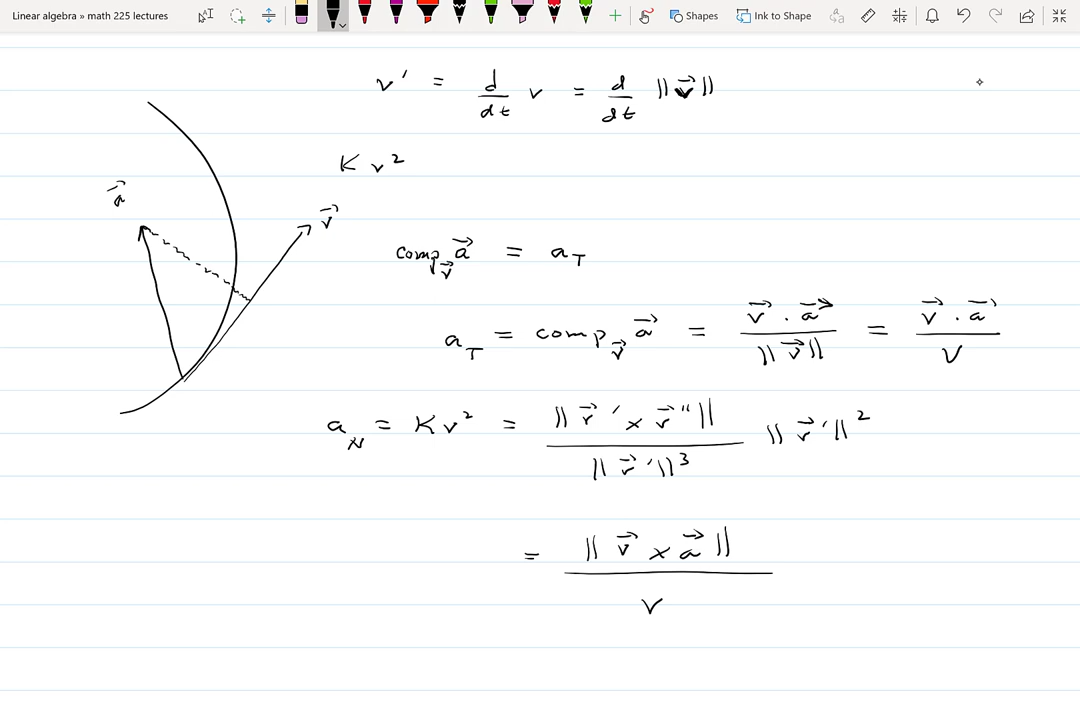 Linear algebra » math 225 lectures Shapes Ink to Shape
v' = d/dt v = d/dt ||v⃗||
K v²
a⃗
v⃗
comp_v⃗ a⃗ = a_T
a_T = comp_v⃗ a⃗ = v⃗ · a⃗ / ||v⃗|| = v⃗ · a⃗ / v
a_N = K v² = ||r⃗' × r⃗''|| / ||r⃗'||³ ||r⃗'||²
= ||v⃗ × a⃗|| / v